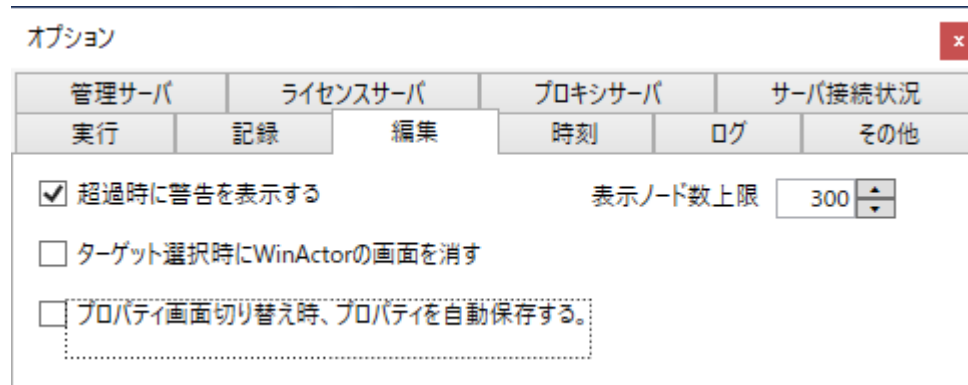 オプション
x
管理サーバ ライセンスサーバ プロキシサーバ サーバ接続状況
実行 記録 編集 時刻 ログ その他
超過時に警告を表示する 表示ノード数上限 300
ターゲット選択時にWinActorの画面を消す
プロパティ画面切り替え時、プロパティを自動保存する。